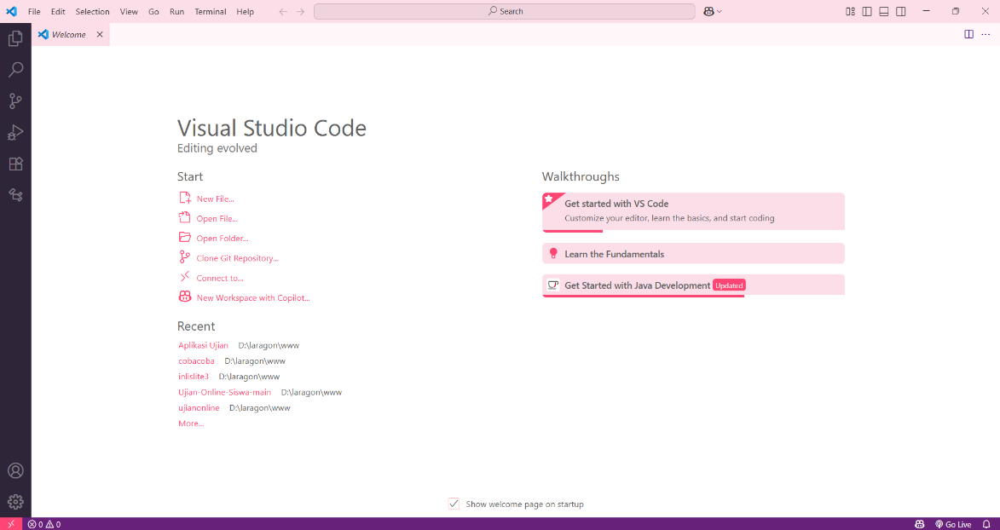 File Edit Selection View Go Run Terminal Help Search
Welcome
Visual Studio Code
Editing evolved
Start
New File...
Open File...
Open Folder...
Clone Git Repository...
Connect to...
New Workspace with Copilot...
Recent
Aplikasi Ujian D:\laragon\www
cobacoba D:\laragon\www
inlislite3 D:\laragon\www
Ujian-Online-Siswa-main D:\laragon\www
ujianonline D:\laragon\www
More...
Walkthroughs
Get started with VS Code
Customize your editor, learn the basics, and start coding
Learn the Fundamentals
Get Started with Java Development Updated
Show welcome page on startup
0 0 Go Live